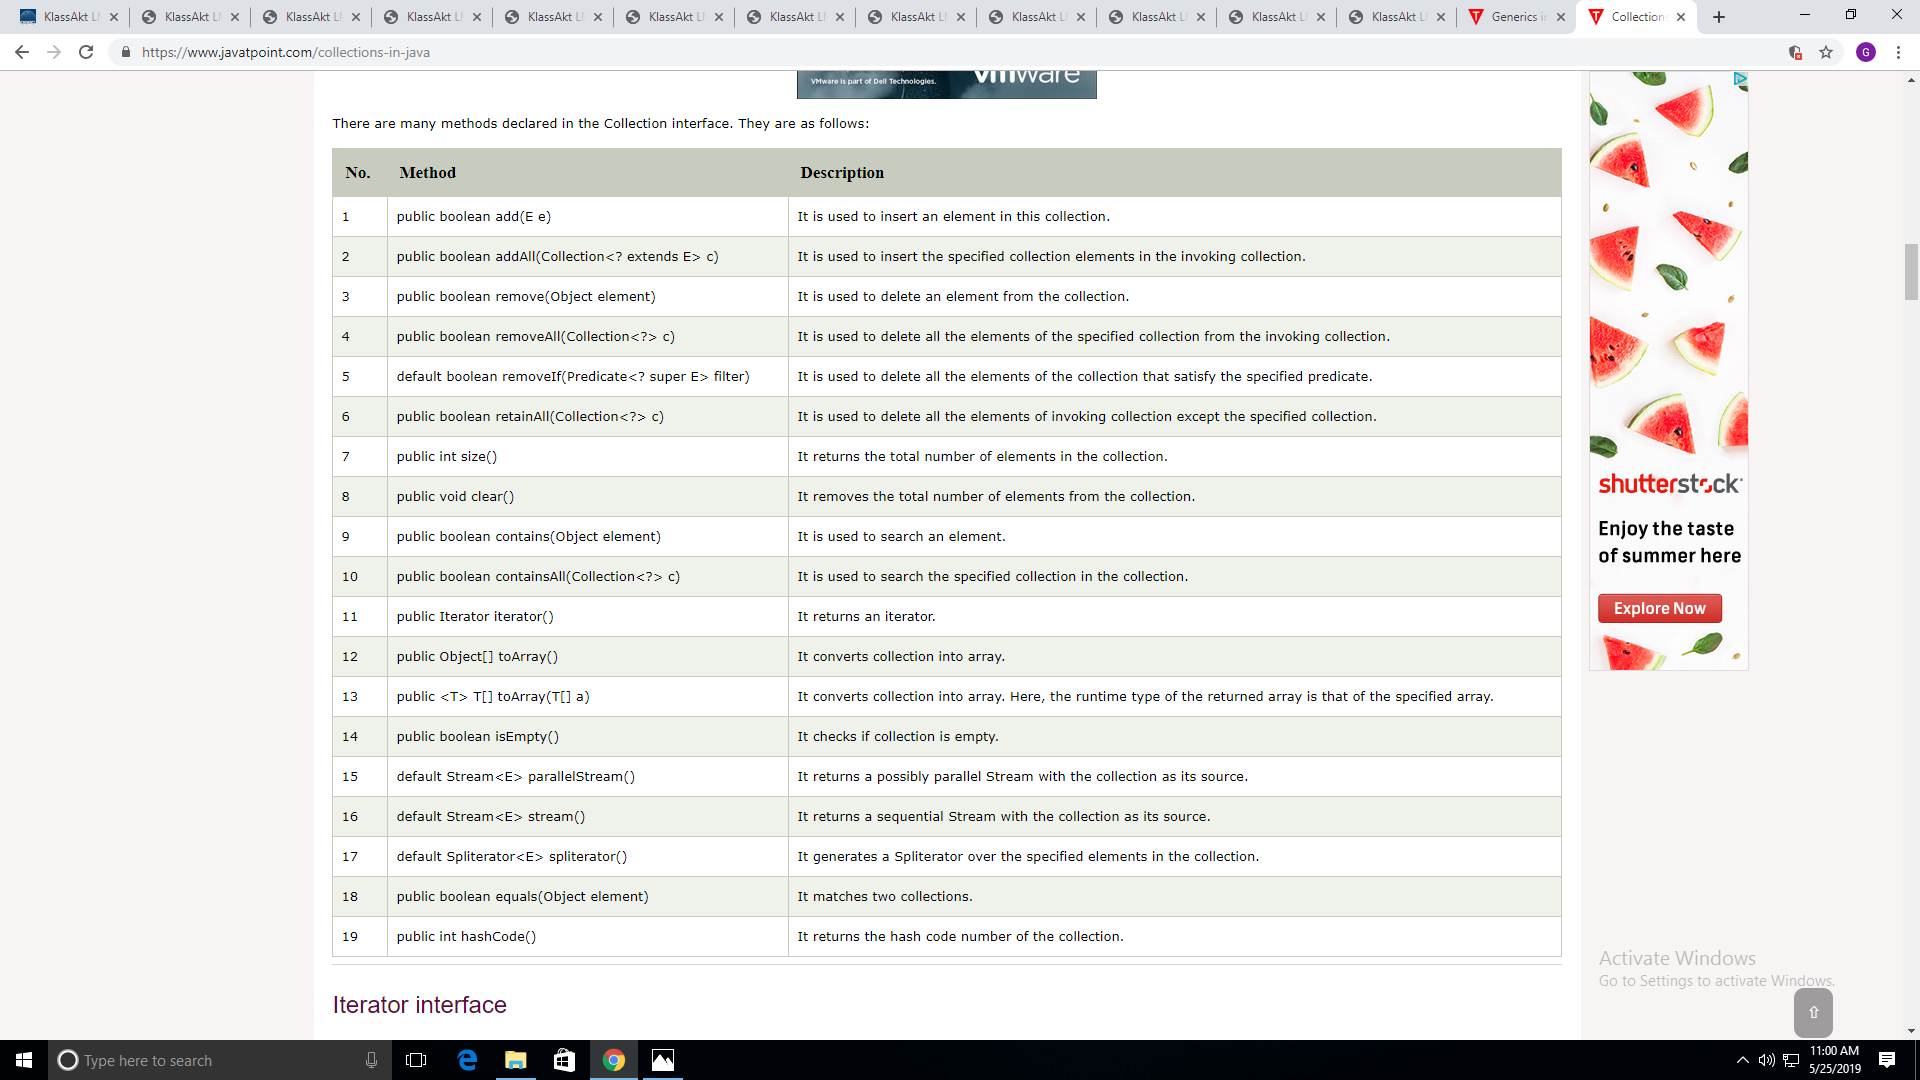 KlassAkt LI KlassAkt LI KlassAkt LI KlassAkt LI KlassAkt LI KlassAkt LI KlassAkt LI KlassAkt LI KlassAkt LI KlassAkt LI KlassAkt LI KlassAkt LI Generics in Collections
https://www.javatpoint.com/collections-in-java
G
VMware is part of Dell Technologies. vmware
There are many methods declared in the Collection interface. They are as follows:
No. Method Description
1 public boolean add(E e) It is used to insert an element in this collection.
2 public boolean addAll(Collection<? extends E> c) It is used to insert the specified collection elements in the invoking collection.
3 public boolean remove(Object element) It is used to delete an element from the collection.
4 public boolean removeAll(Collection<?> c) It is used to delete all the elements of the specified collection from the invoking collection.
5 default boolean removeIf(Predicate<? super E> filter) It is used to delete all the elements of the collection that satisfy the specified predicate.
6 public boolean retainAll(Collection<?> c) It is used to delete all the elements of invoking collection except the specified collection.
7 public int size() It returns the total number of elements in the collection.
8 public void clear() It removes the total number of elements from the collection.
9 public boolean contains(Object element) It is used to search an element.
10 public boolean containsAll(Collection<?> c) It is used to search the specified collection in the collection.
11 public Iterator iterator() It returns an iterator.
12 public Object[] toArray() It converts collection into array.
13 public <T> T[] toArray(T[] a) It converts collection into array. Here, the runtime type of the returned array is that of the specified array.
14 public boolean isEmpty() It checks if collection is empty.
15 default Stream<E> parallelStream() It returns a possibly parallel Stream with the collection as its source.
16 default Stream<E> stream() It returns a sequential Stream with the collection as its source.
17 default Spliterator<E> spliterator() It generates a Spliterator over the specified elements in the collection.
18 public boolean equals(Object element) It matches two collections.
19 public int hashCode() It returns the hash code number of the collection.
Iterator interface
shutterstock
Enjoy the taste
of summer here
Explore Now
Activate Windows
Go to Settings to activate Windows.
Type here to search
11:00 AM
5/25/2019